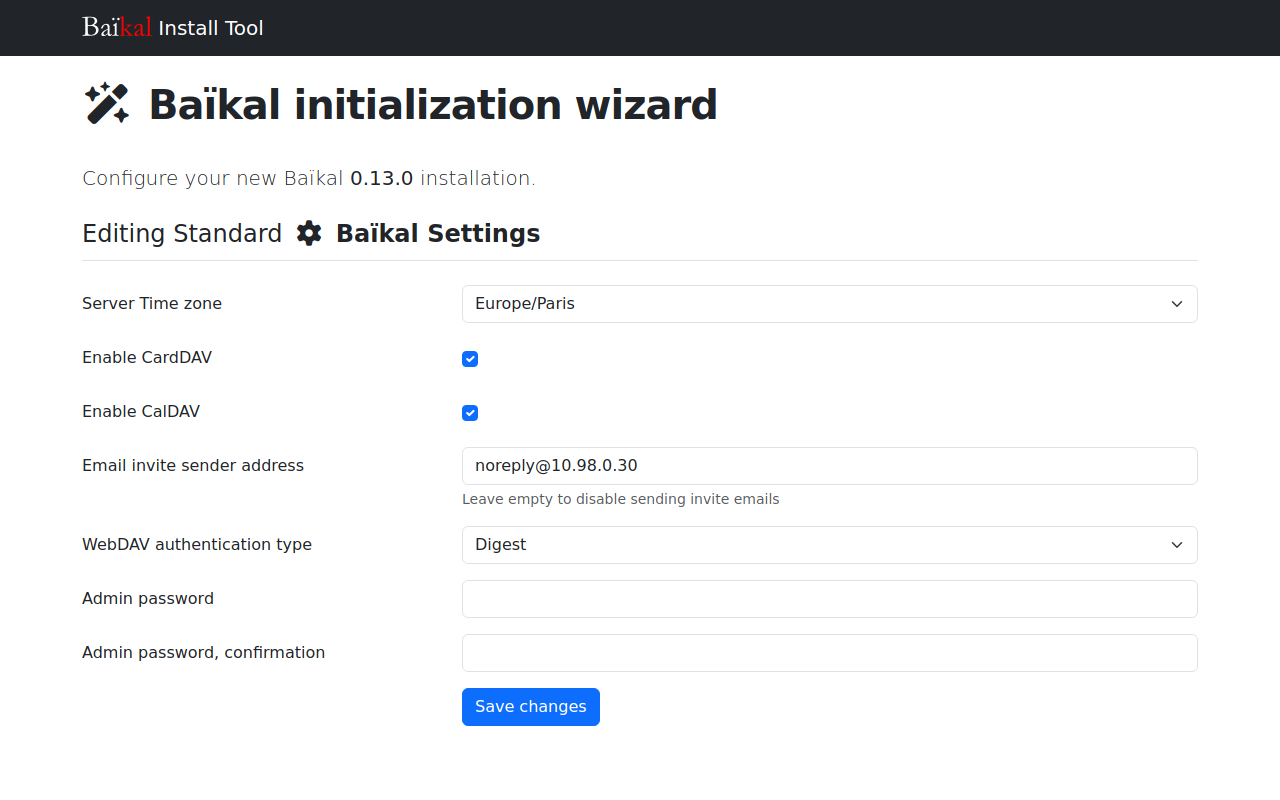 Baïkal Install Tool
Baïkal initialization wizard
Configure your new Baïkal 0.13.0 installation.
Editing Standard Baïkal Settings
Server Time zone
Europe/Paris
Enable CardDAV
Enable CalDAV
Email invite sender address
noreply@10.98.0.30
Leave empty to disable sending invite emails
WebDAV authentication type
Digest
Admin password
Admin password, confirmation
Save changes